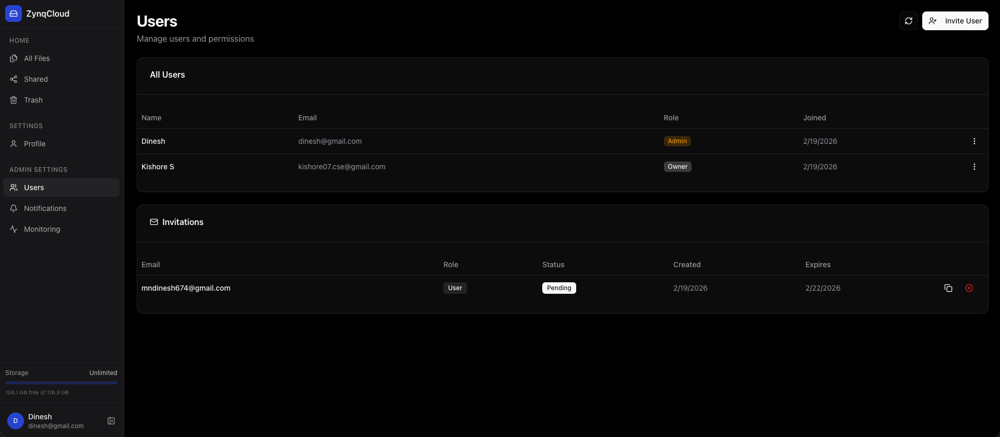 ZynqCloud
HOME
All Files
Shared
Trash
SETTINGS
Profile
ADMIN SETTINGS
Users
Notifications
Monitoring
Storage Unlimited
108.1 GB free of 116.9 GB
D
Dinesh
dinesh@gmail.com
Users
Manage users and permissions
Invite User
All Users
Name Email Role Joined
Dinesh dinesh@gmail.com Admin 2/19/2026
Kishore S kishore07.cse@gmail.com Owner 2/19/2026
Invitations
Email Role Status Created Expires
mndinesh674@gmail.com User Pending 2/19/2026 2/22/2026